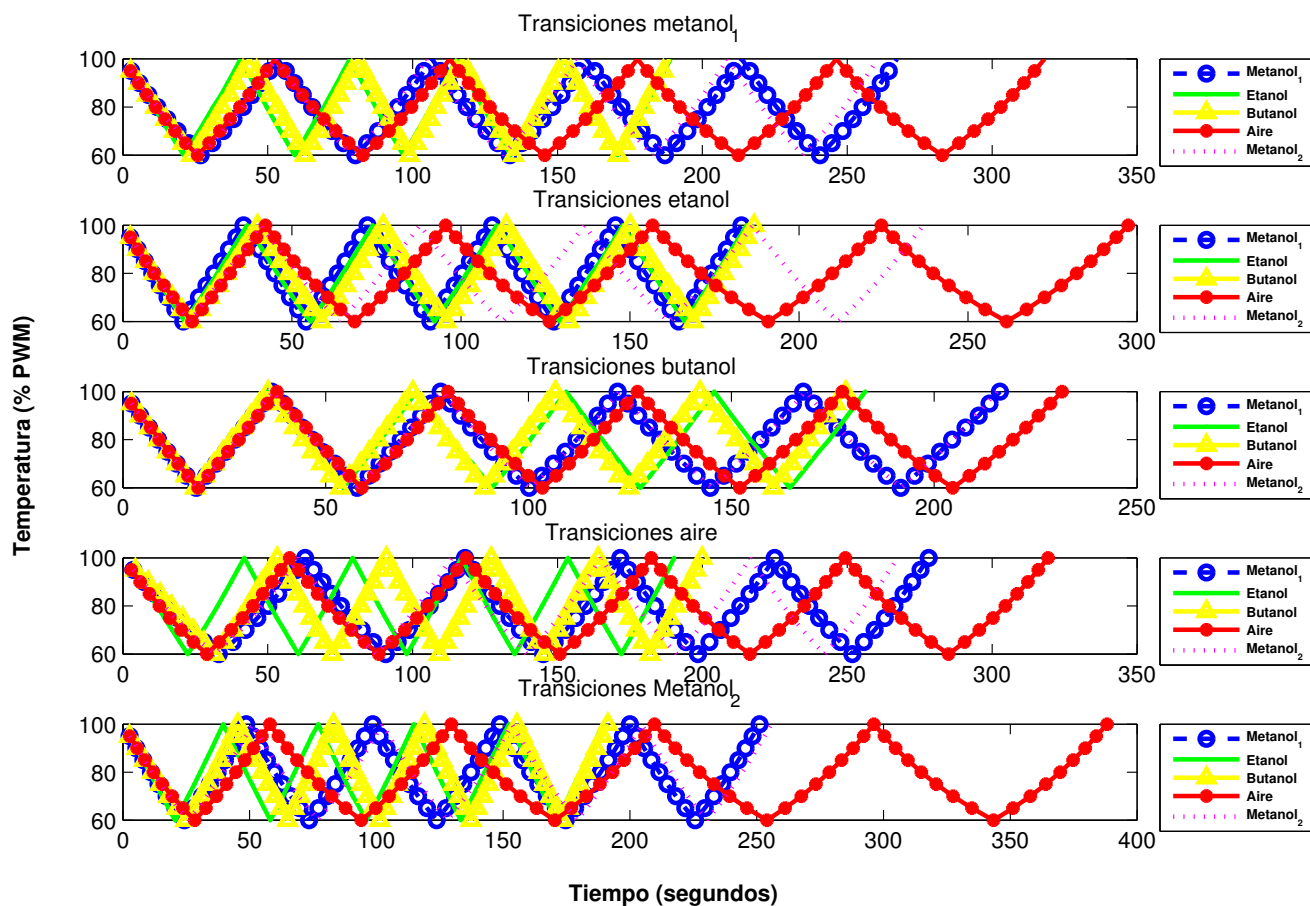 Transiciones metanol1
100
80
60
0 50 100 150 200 250 300 350
Metanol1
Etanol
Butanol
Aire
Metanol2
Transiciones etanol
100
80
60
0 50 100 150 200 250 300
Metanol1
Etanol
Butanol
Aire
Metanol2
Transiciones butanol
100
80
60
0 50 100 150 200 250
Metanol1
Etanol
Butanol
Aire
Metanol2
Transiciones aire
100
80
60
0 50 100 150 200 250 300 350
Metanol1
Etanol
Butanol
Aire
Metanol2
Transiciones Metanol2
100
80
60
0 50 100 150 200 250 300 350 400
Metanol1
Etanol
Butanol
Aire
Metanol2
Temperatura (% PWM)
Tiempo (segundos)